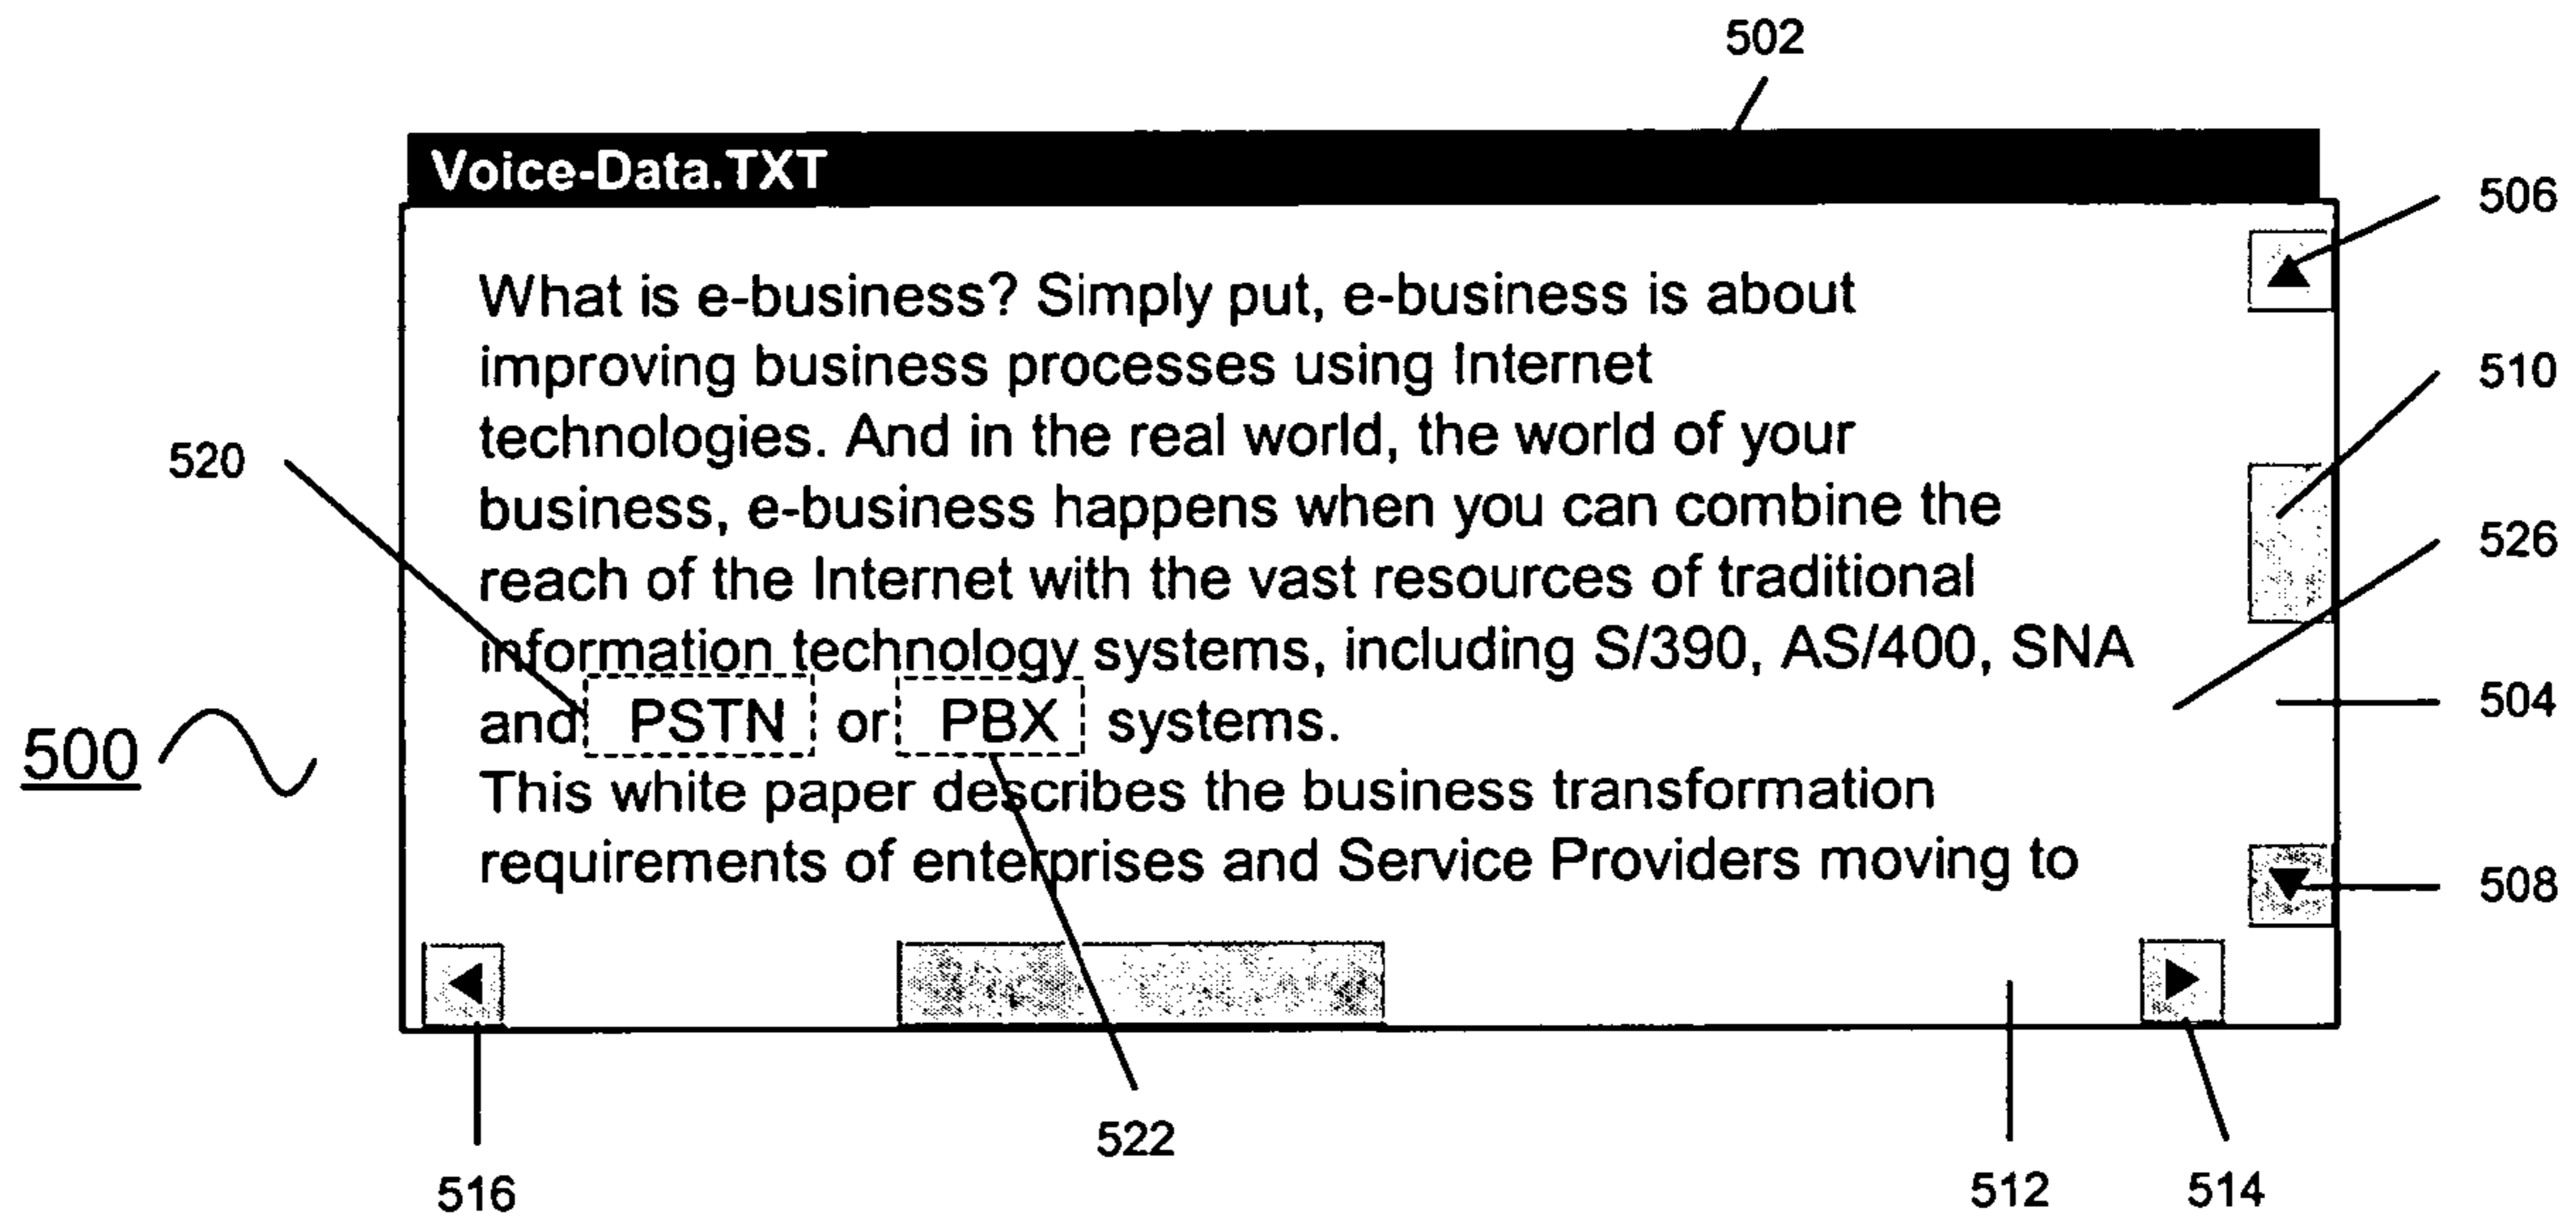 502
Voice-Data.TXT
506
What is e-business? Simply put, e-business is about
improving business processes using Internet
510
technologies. And in the real world, the world of your
520
business, e-business happens when you can combine the
526
reach of the Internet with the vast resources of traditional
information technology systems, including S/390, AS/400, SNA
504
and PSTN or PBX systems.
500
This white paper describes the business transformation
requirements of enterprises and Service Providers moving to
508
522
516
512
514